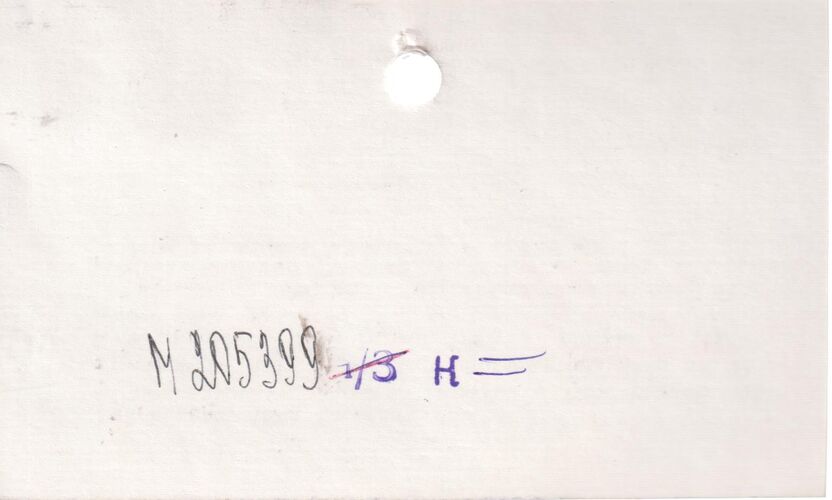 М 205399 1/3 н =